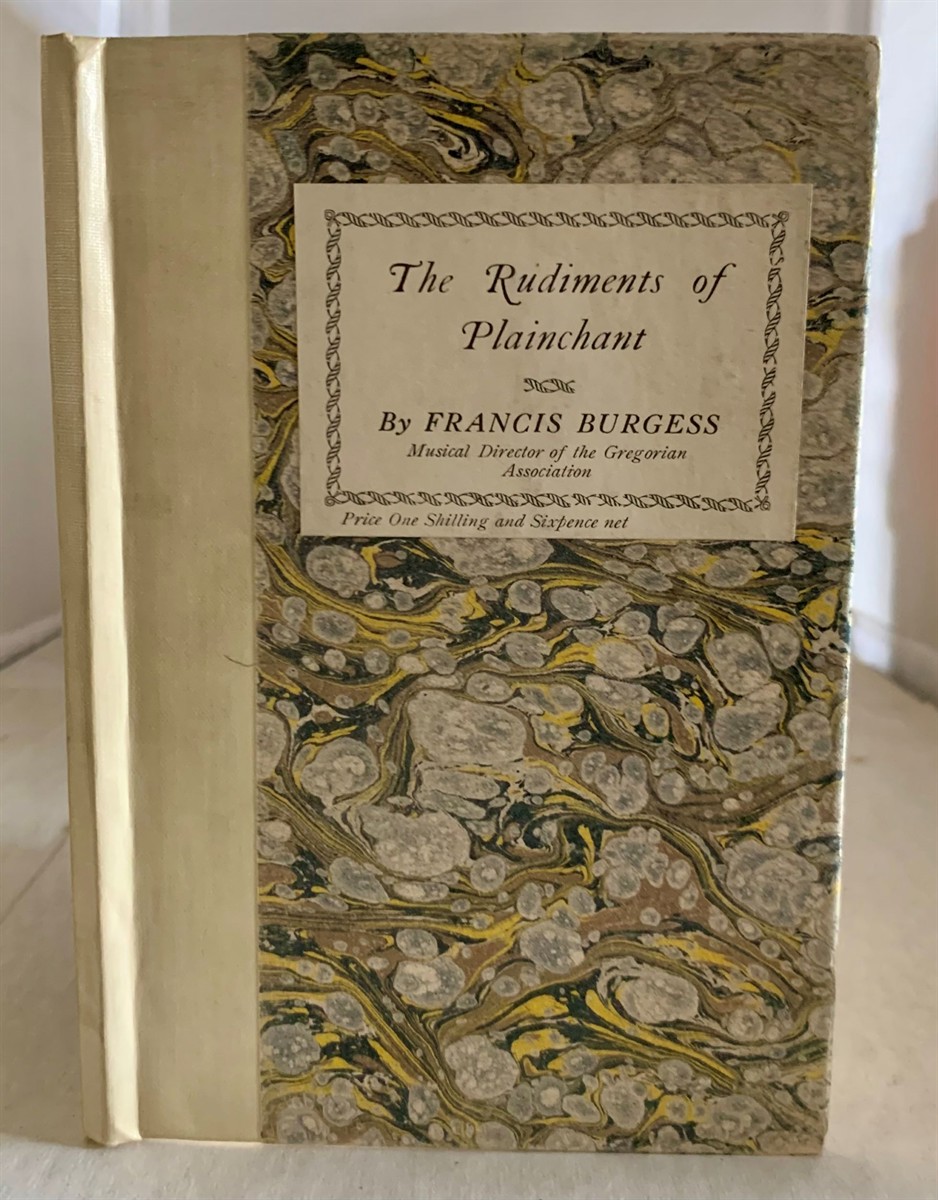 The Rudiments of
Plainchant
By FRANCIS BURGESS
Musical Director of the Gregorian
Association
Price One Shilling and Sixpence net